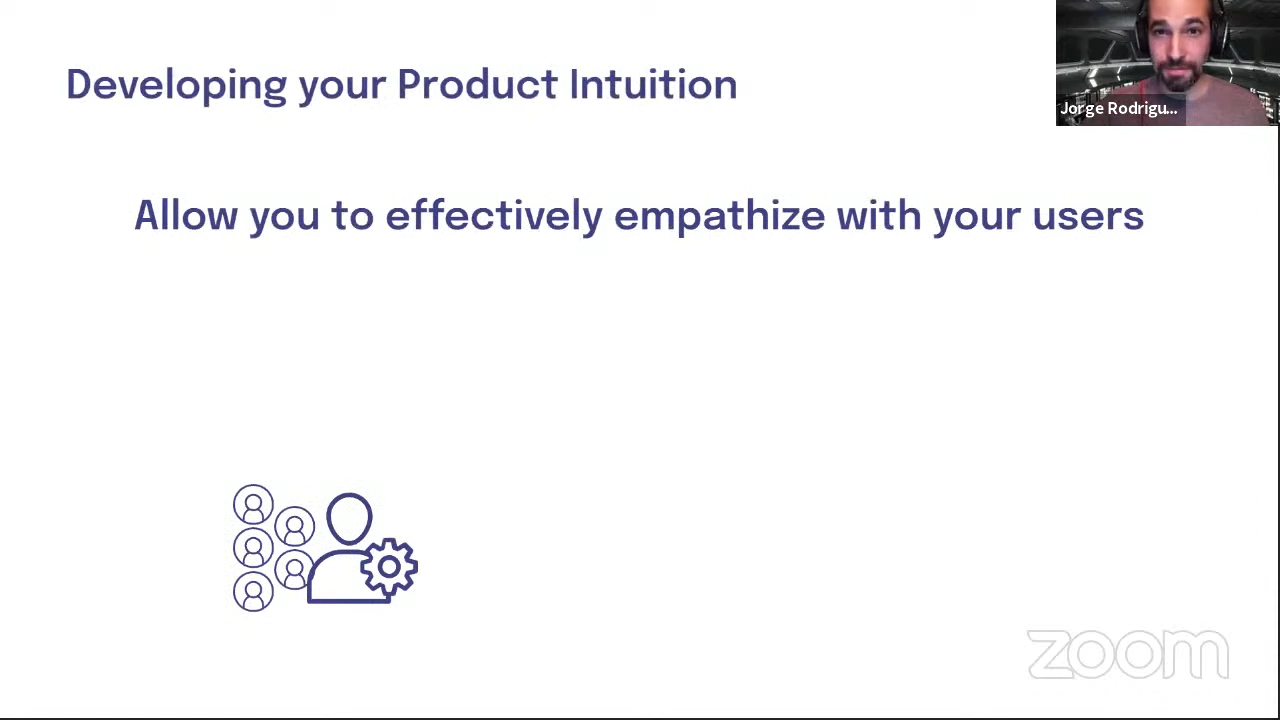 Developing your Product Intuition
Jorge Rodrigu...
Allow you to effectively empathize with your users
zoom